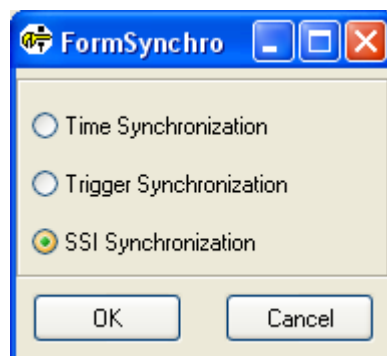 FormSynchro
Time Synchronization
Trigger Synchronization
SSI Synchronization
OK Cancel